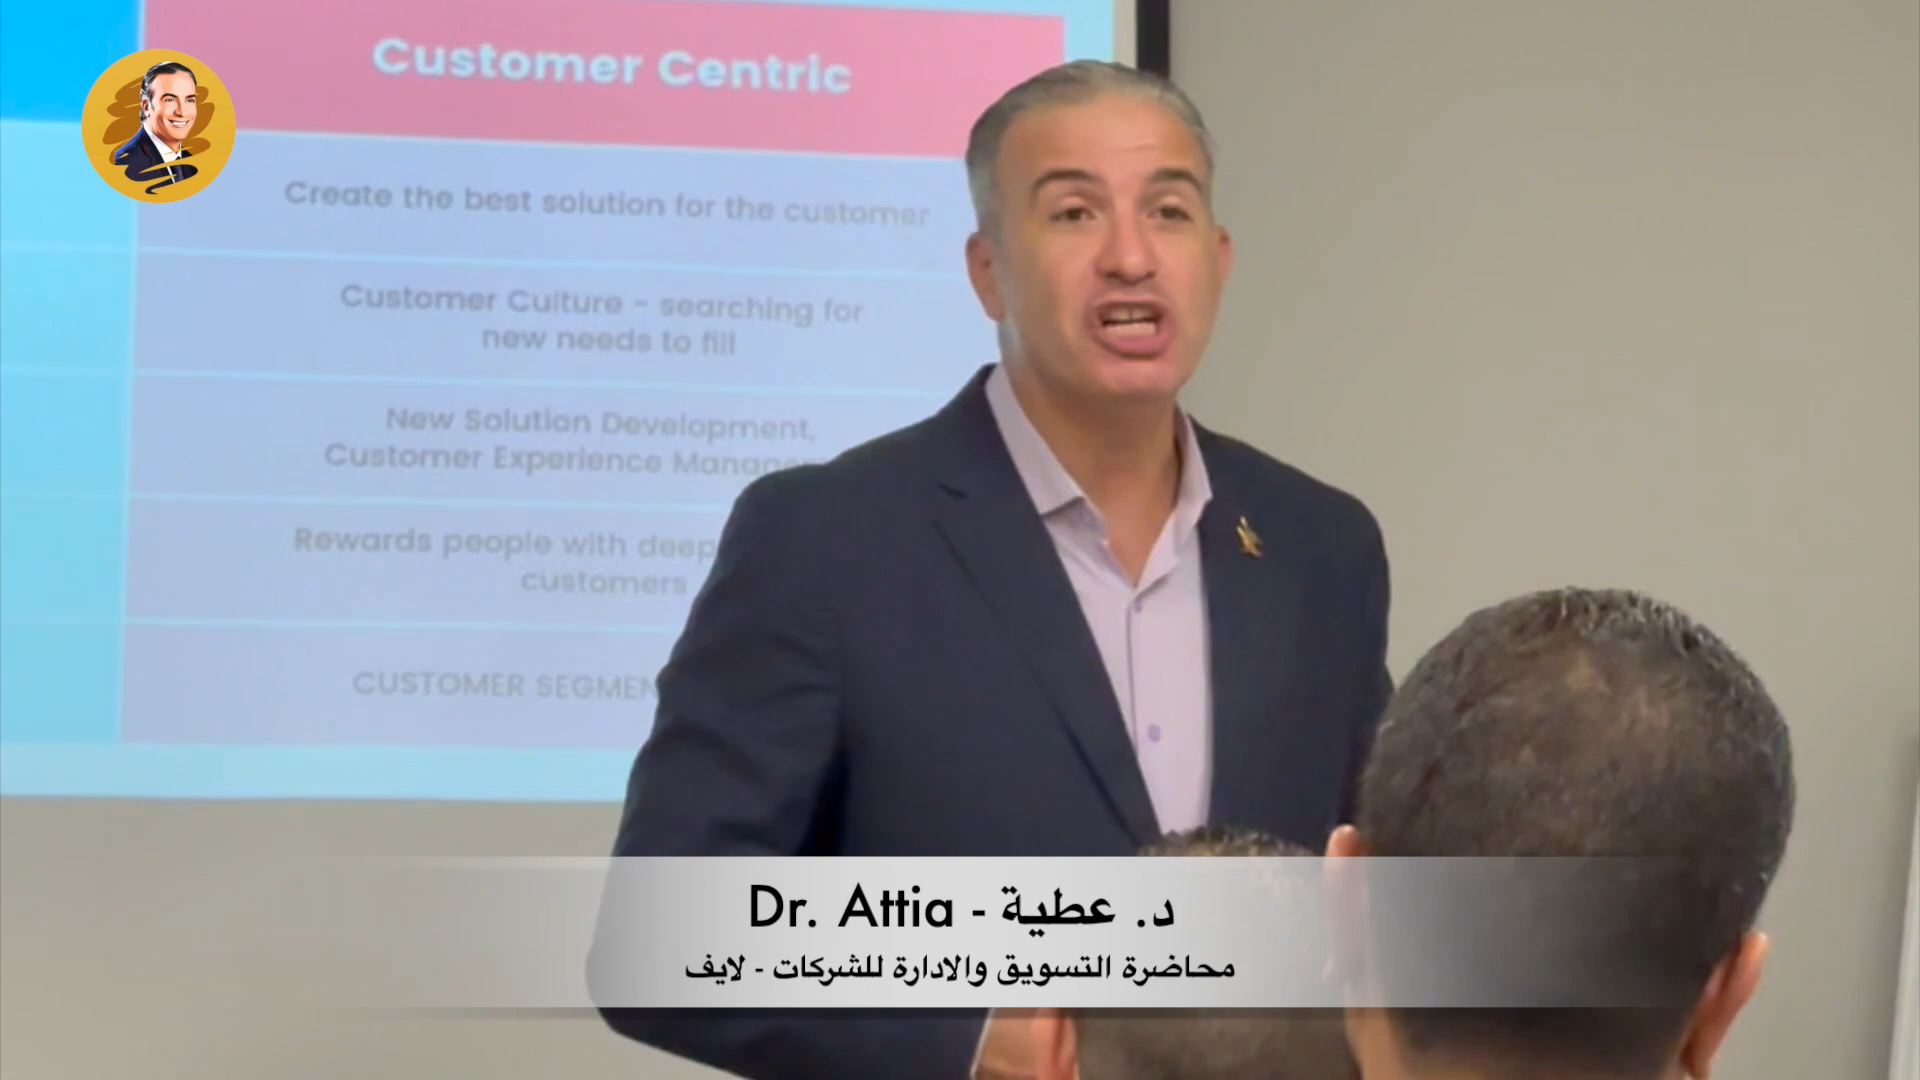 Customer Centric
Create the best solution for the customer
Customer Culture - searching for
new needs to fill
New Solution Development,
Customer Experience
Rewards people with deep
customers
CUSTOMER
Dr. Attia - د. عطية
محاضرة التسويق والادارة للشركات - لايف